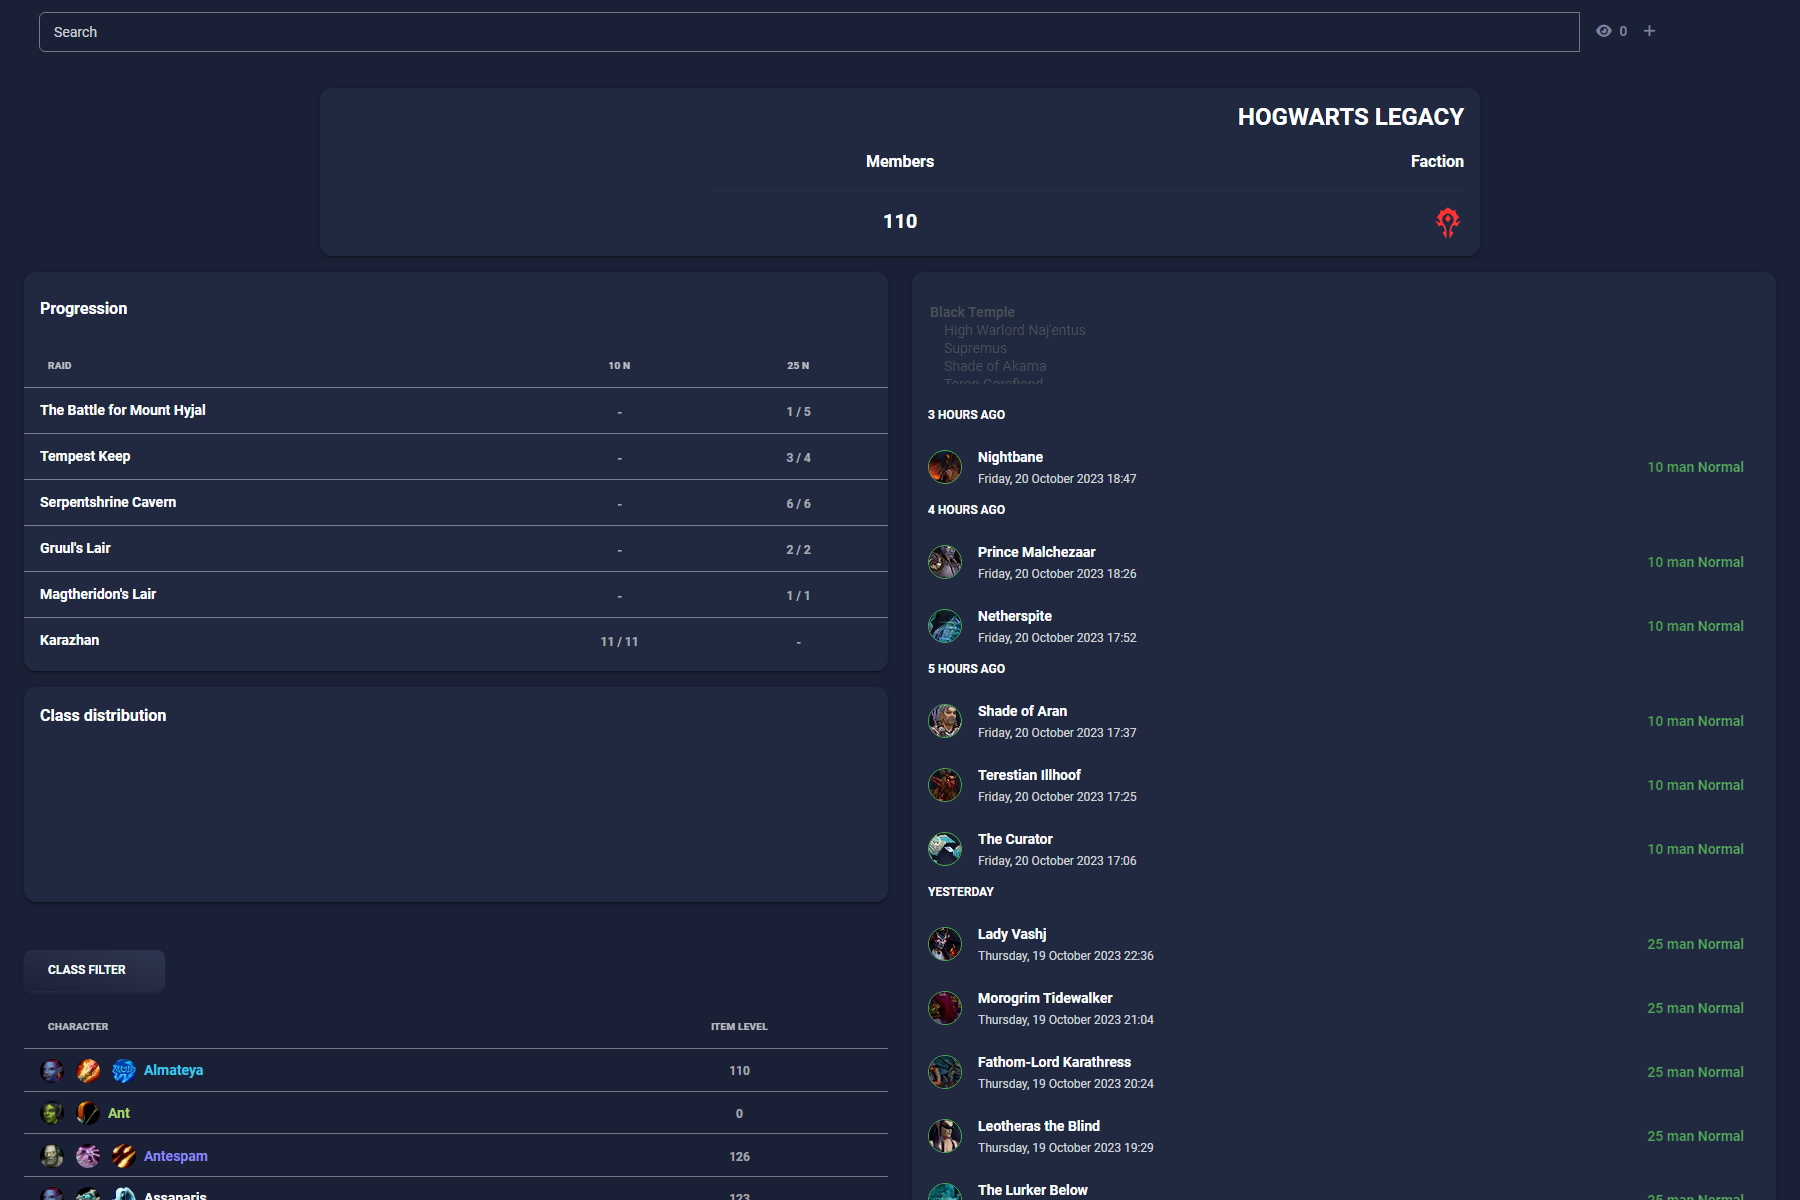 Search
0
HOGWARTS LEGACY
Members
Faction
110
Progression
RAID 10 N 25 N
The Battle for Mount Hyjal - 1 / 5
Tempest Keep - 3 / 4
Serpentshrine Cavern - 6 / 6
Gruul's Lair - 2 / 2
Magtheridon's Lair - 1 / 1
Karazhan 11 / 11 -
Class distribution
CLASS FILTER
CHARACTER ITEM LEVEL
Almateya 110
Ant 0
Antespam 126
Assaparis 123
Black Temple
High Warlord Naj'entus
Supremus
Shade of Akama
Teron Gorefiend
3 HOURS AGO
Nightbane
Friday, 20 October 2023 18:47
10 man Normal
4 HOURS AGO
Prince Malchezaar
Friday, 20 October 2023 18:26
10 man Normal
Netherspite
Friday, 20 October 2023 17:52
10 man Normal
5 HOURS AGO
Shade of Aran
Friday, 20 October 2023 17:37
10 man Normal
Terestian Illhoof
Friday, 20 October 2023 17:25
10 man Normal
The Curator
Friday, 20 October 2023 17:06
10 man Normal
YESTERDAY
Lady Vashj
Thursday, 19 October 2023 22:36
25 man Normal
Morogrim Tidewalker
Thursday, 19 October 2023 21:04
25 man Normal
Fathom-Lord Karathress
Thursday, 19 October 2023 20:24
25 man Normal
Leotheras the Blind
Thursday, 19 October 2023 19:29
25 man Normal
The Lurker Below
25 man Normal